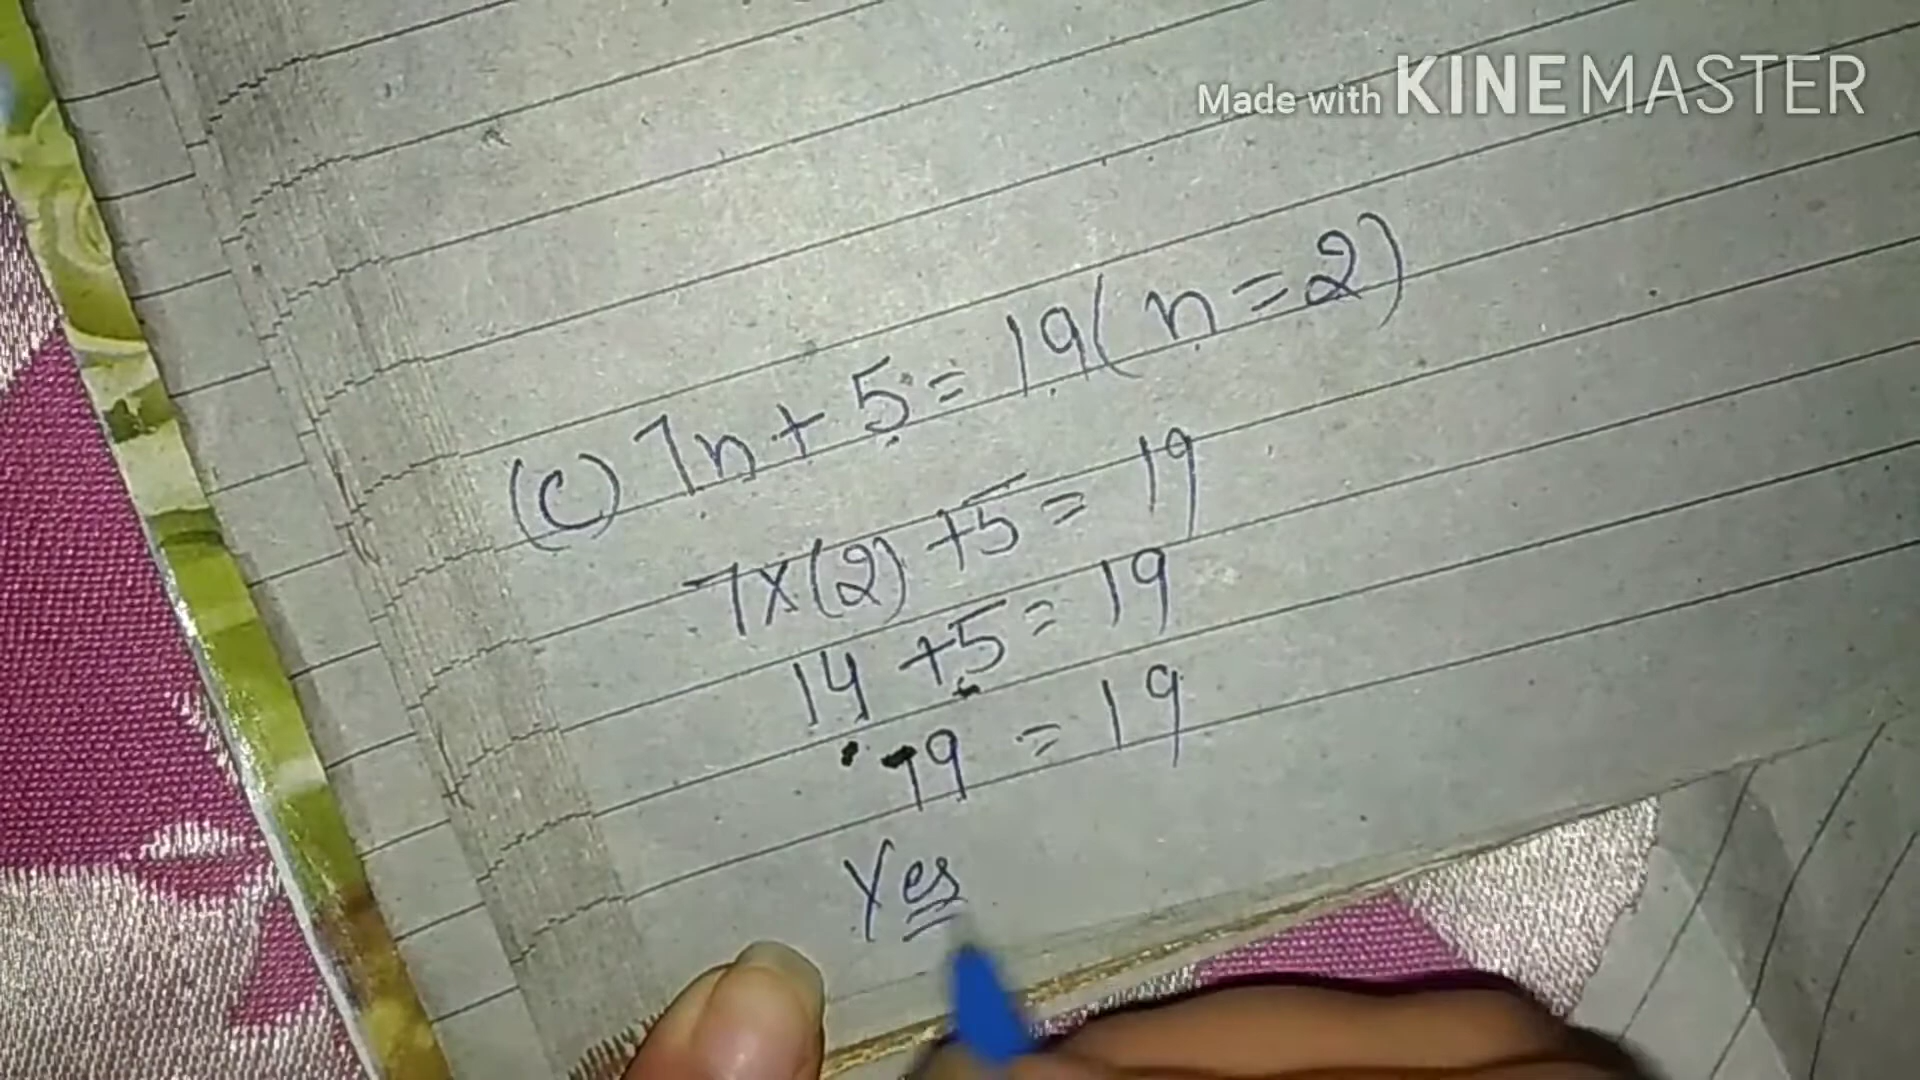 Made with KINEMASTER
(c) 7n + 5 = 19 ( n = 2)
7x(2) +5 = 19
14 +5 = 19
19 = 19
Yes